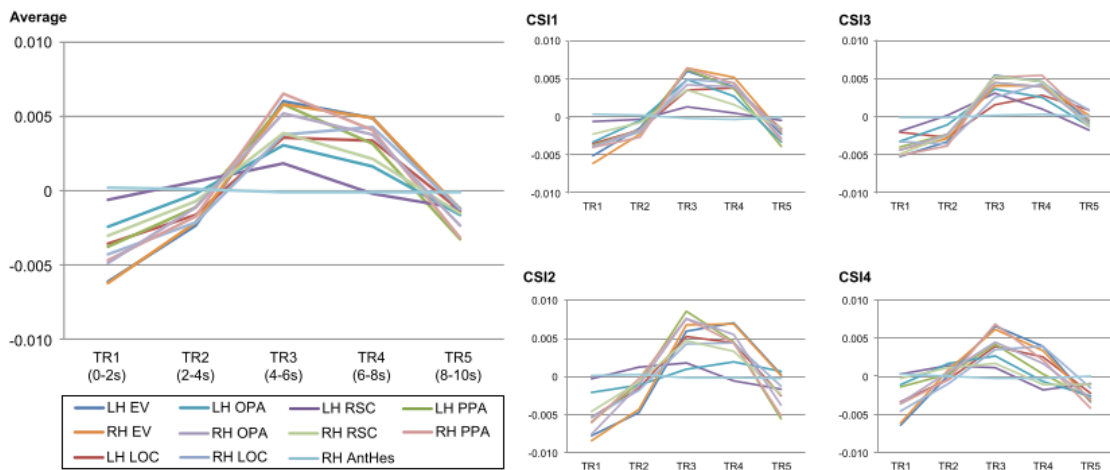 Average
0.010
0.005
0
-0.005
-0.010
TR1 TR2 TR3 TR4 TR5
(0-2s) (2-4s) (4-6s) (6-8s) (8-10s)
LH EV LH OPA LH RSC LH PPA
RH EV RH OPA RH RSC RH PPA
LH LOC RH LOC RH AntHes
CSI1
0.010
0.005
0
-0.005
-0.010
TR1 TR2 TR3 TR4 TR5
CSI3
0.010
0.005
0
-0.005
-0.010
TR1 TR2 TR3 TR4 TR5
CSI2
0.010
0.005
0.000
-0.005
-0.010
TR1 TR2 TR3 TR4 TR5
CSI4
0.010
0.005
0.000
-0.005
-0.010
TR1 TR2 TR3 TR4 TR5